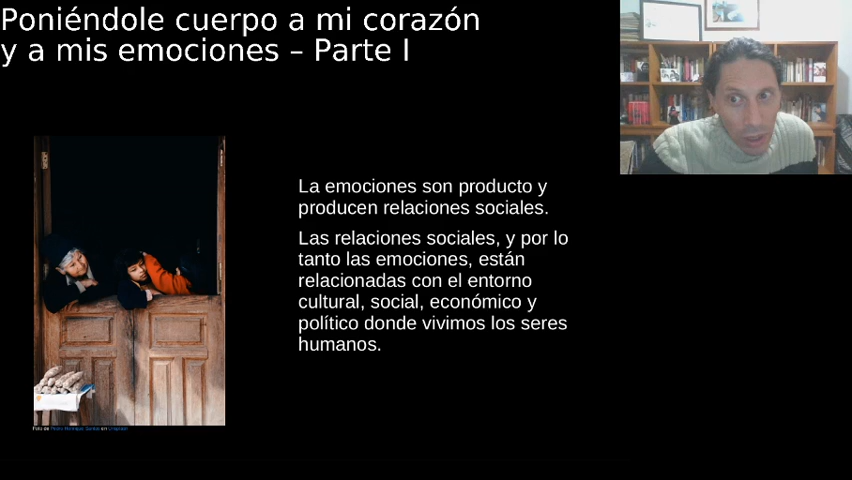 Poniéndole cuerpo a mi corazón
y a mis emociones – Parte I
La emociones son producto y
producen relaciones sociales.
Las relaciones sociales, y por lo
tanto las emociones, están
relacionadas con el entorno
cultural, social, económico y
político donde vivimos los seres
humanos.